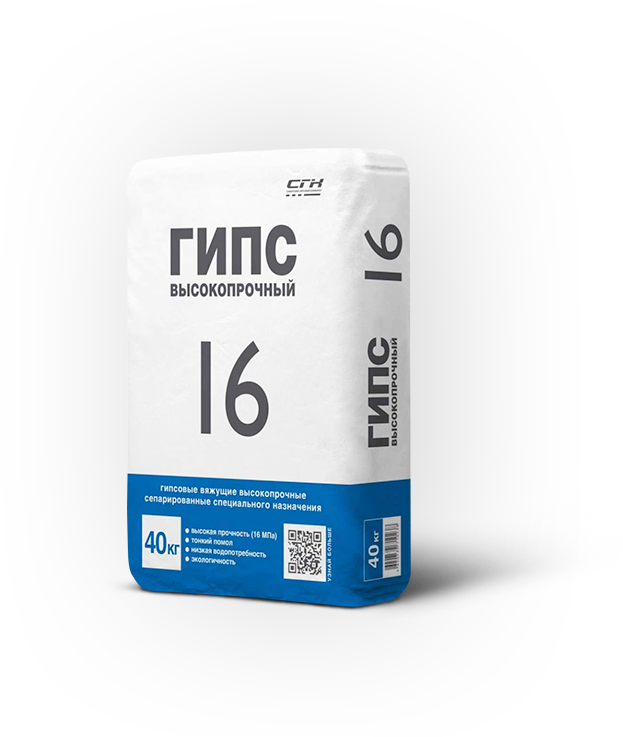 СГН
ГИПС
ВЫСОКОПРОЧНЫЙ
16
гипсовые вяжущие высокопрочные
сепарированные специального назначения
40кг
• высокая прочность (16 МПа)
• тонкий помол
• низкая водопотребность
• экологичность
УЗНАЙ БОЛЬШЕ
ГИПС
ВЫСОКОПРОЧНЫЙ
16
40 кг